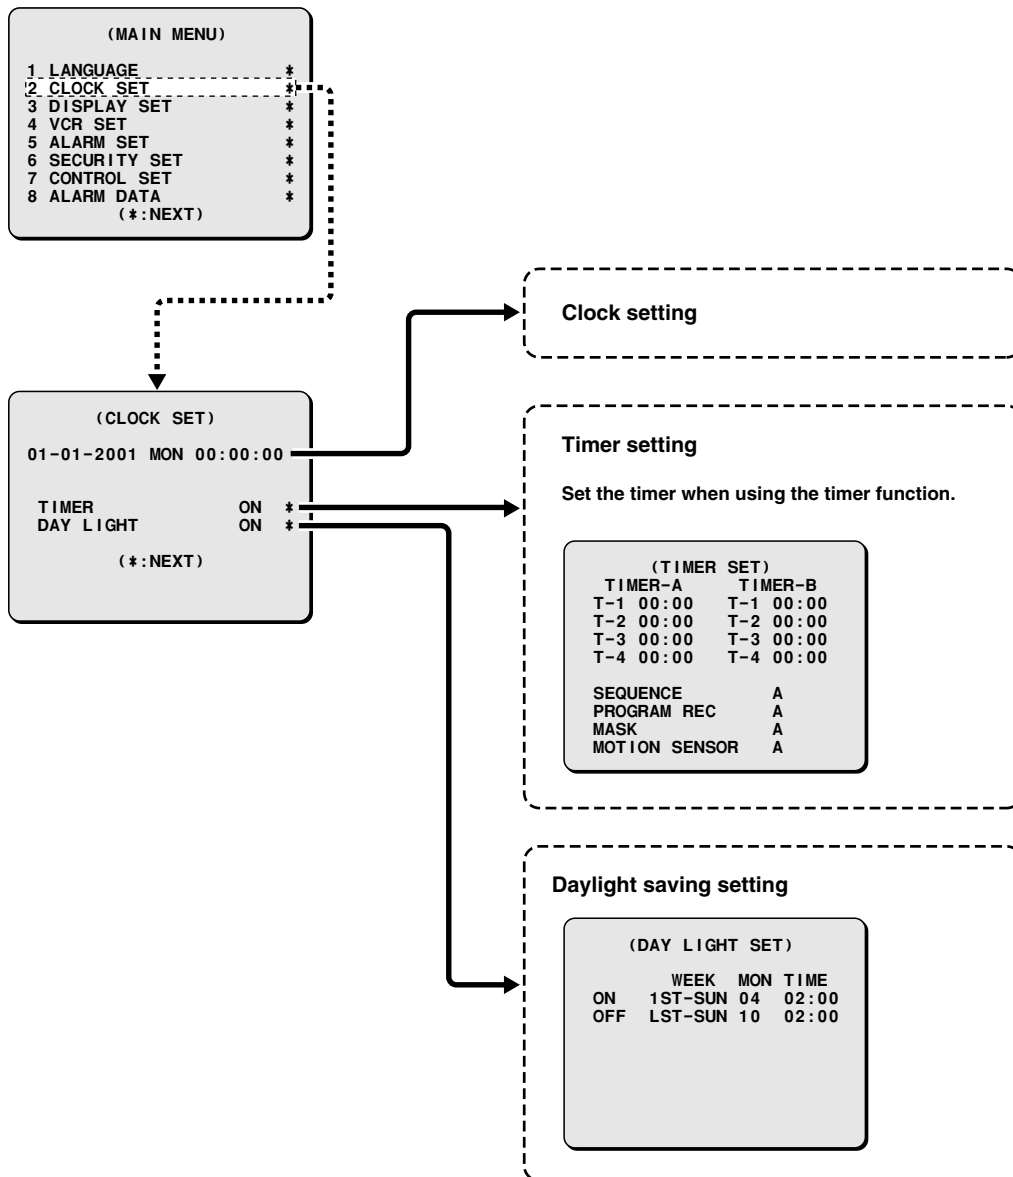 (MAIN MENU)
1 LANGUAGE *
2 CLOCK SET *
3 DISPLAY SET *
4 VCR SET *
5 ALARM SET *
6 SECURITY SET *
7 CONTROL SET *
8 ALARM DATA *
(*:NEXT)
(CLOCK SET)
01-01-2001 MON 00:00:00
TIMER ON *
DAY LIGHT ON *
(*:NEXT)
Clock setting
Timer setting
Set the timer when using the timer function.
(TIMER SET)
TIMER-A TIMER-B
T-1 00:00 T-1 00:00
T-2 00:00 T-2 00:00
T-3 00:00 T-3 00:00
T-4 00:00 T-4 00:00
SEQUENCE A
PROGRAM REC A
MASK A
MOTION SENSOR A
Daylight saving setting
(DAY LIGHT SET)
WEEK MON TIME
ON 1ST-SUN 04 02:00
OFF LST-SUN 10 02:00